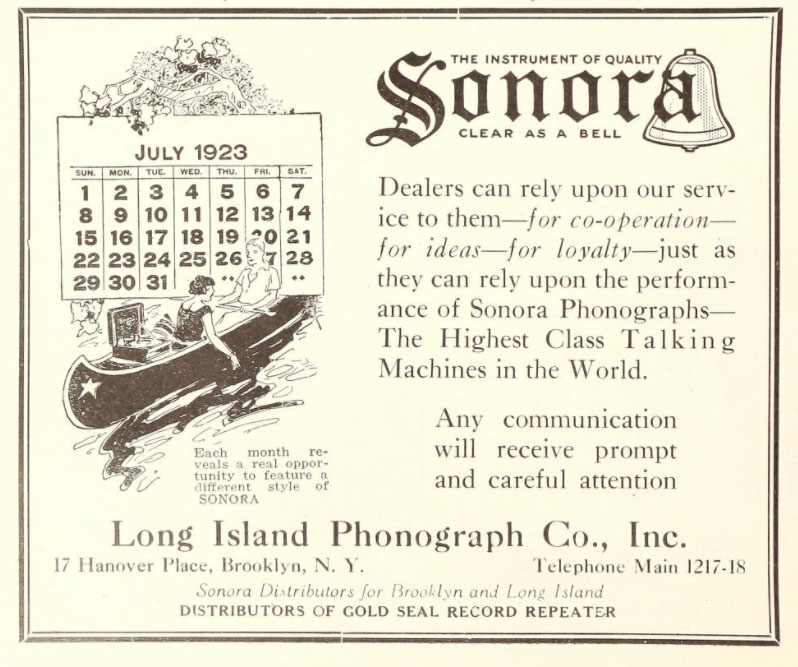 THE INSTRUMENT OF QUALITY
Sonora
CLEAR AS A BELL
JULY 1923
SUN. MON. TUE. WED. THU. FRI. SAT.
1 2 3 4 5 6 7
8 9 10 11 12 13 14
15 16 17 18 19 20 21
22 23 24 25 26 28
29 30 31
Each month re-
veals a real oppor-
tunity to feature a
different style of
SONORA
Dealers can rely upon our serv-
ice to them—for co-operation—
for ideas—for loyalty—just as
they can rely upon the perform-
ance of Sonora Phonographs—
The Highest Class Talking
Machines in the World.
Any communication
will receive prompt
and careful attention
Long Island Phonograph Co., Inc.
17 Hanover Place, Brooklyn, N. Y. Telephone Main 1217-18
Sonora Distributors for Brooklyn and Long Island
DISTRIBUTORS OF GOLD SEAL RECORD REPEATER